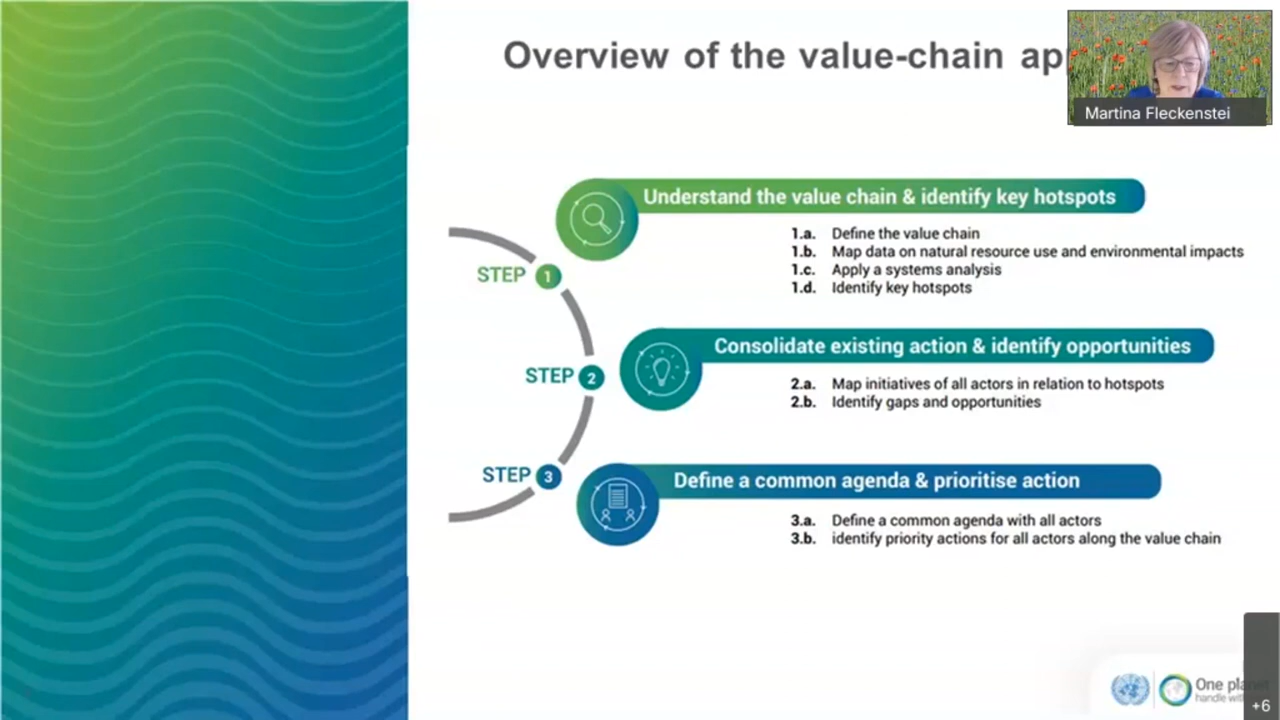 Overview of the value-chain ap
Martina Fleckenstei
Understand the value chain & identify key hotspots
1.a. Define the value chain
1.b. Map data on natural resource use and environmental impacts
1.c. Apply a systems analysis
1.d. Identify key hotspots
STEP 1
Consolidate existing action & identify opportunities
STEP 2
2.a. Map initiatives of all actors in relation to hotspots
2.b. Identify gaps and opportunities
STEP 3
Define a common agenda & prioritise action
3.a. Define a common agenda with all actors
3.b. identify priority actions for all actors along the value chain
One planet
handle with
+6